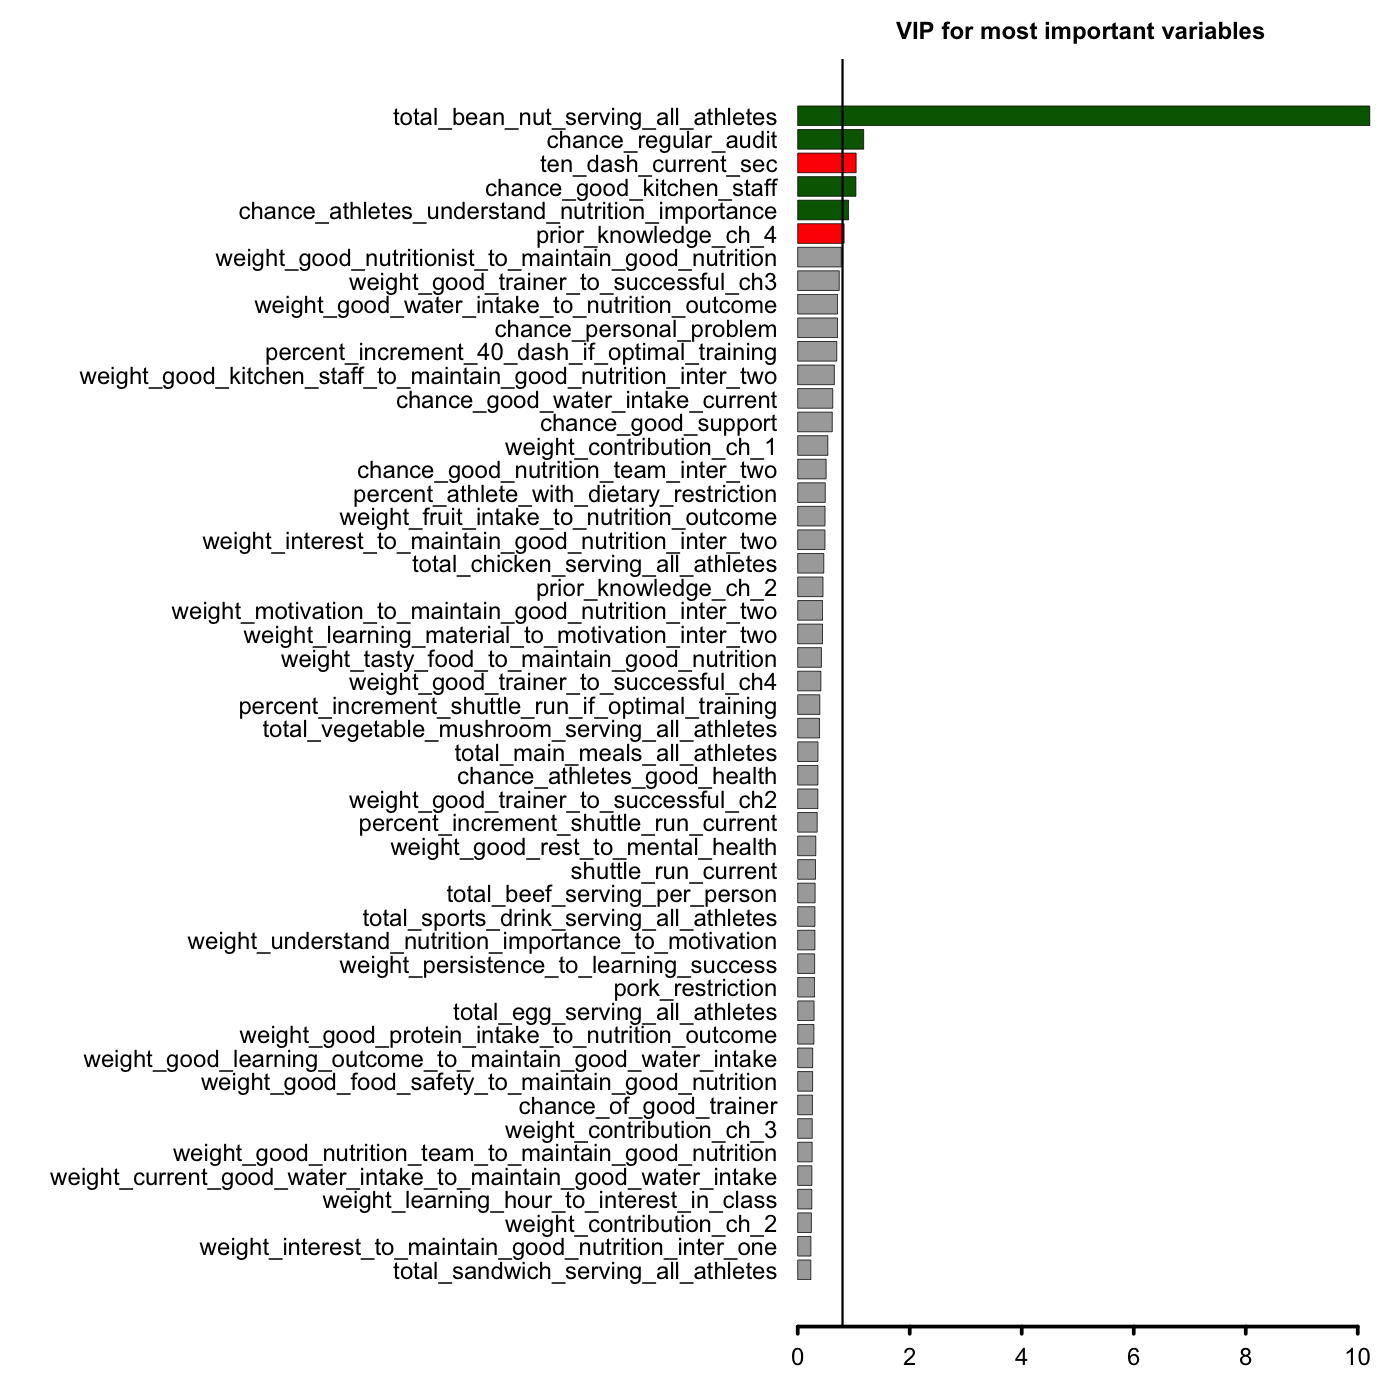 VIP for most important variables
total_bean_nut_serving_all_athletes
chance_regular_audit
ten_dash_current_sec
chance_good_kitchen_staff
chance_athletes_understand_nutrition_importance
prior_knowledge_ch_4
weight_good_nutritionist_to_maintain_good_nutrition
weight_good_trainer_to_successful_ch3
weight_good_water_intake_to_nutrition_outcome
chance_personal_problem
percent_increment_40_dash_if_optimal_training
weight_good_kitchen_staff_to_maintain_good_nutrition_inter_two
chance_good_water_intake_current
chance_good_support
weight_contribution_ch_1
chance_good_nutrition_team_inter_two
percent_athlete_with_dietary_restriction
weight_fruit_intake_to_nutrition_outcome
weight_interest_to_maintain_good_nutrition_inter_two
total_chicken_serving_all_athletes
prior_knowledge_ch_2
weight_motivation_to_maintain_good_nutrition_inter_two
weight_learning_material_to_motivation_inter_two
weight_tasty_food_to_maintain_good_nutrition
weight_good_trainer_to_successful_ch4
percent_increment_shuttle_run_if_optimal_training
total_vegetable_mushroom_serving_all_athletes
total_main_meals_all_athletes
chance_athletes_good_health
weight_good_trainer_to_successful_ch2
percent_increment_shuttle_run_current
weight_good_rest_to_mental_health
shuttle_run_current
total_beef_serving_per_person
total_sports_drink_serving_all_athletes
weight_understand_nutrition_importance_to_motivation
weight_persistence_to_learning_success
pork_restriction
total_egg_serving_all_athletes
weight_good_protein_intake_to_nutrition_outcome
weight_good_learning_outcome_to_maintain_good_water_intake
weight_good_food_safety_to_maintain_good_nutrition
chance_of_good_trainer
weight_contribution_ch_3
weight_good_nutrition_team_to_maintain_good_nutrition
weight_current_good_water_intake_to_maintain_good_water_intake
weight_learning_hour_to_interest_in_class
weight_contribution_ch_2
weight_interest_to_maintain_good_nutrition_inter_one
total_sandwich_serving_all_athletes
0 2 4 6 8 10